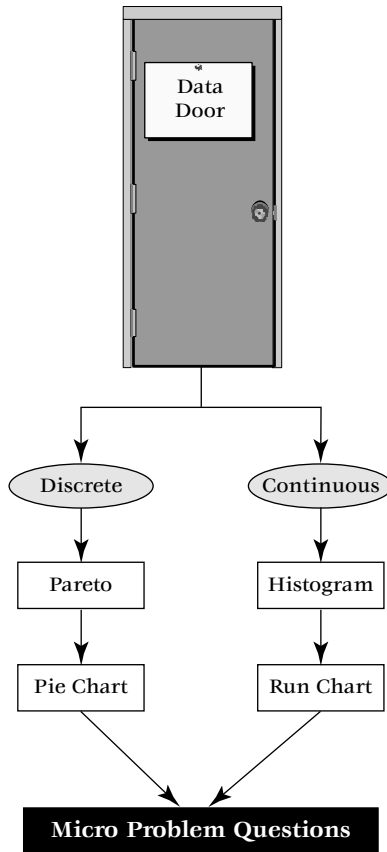 Data
Door
Discrete
Continuous
Pareto
Histogram
Pie Chart
Run Chart
Micro Problem Questions